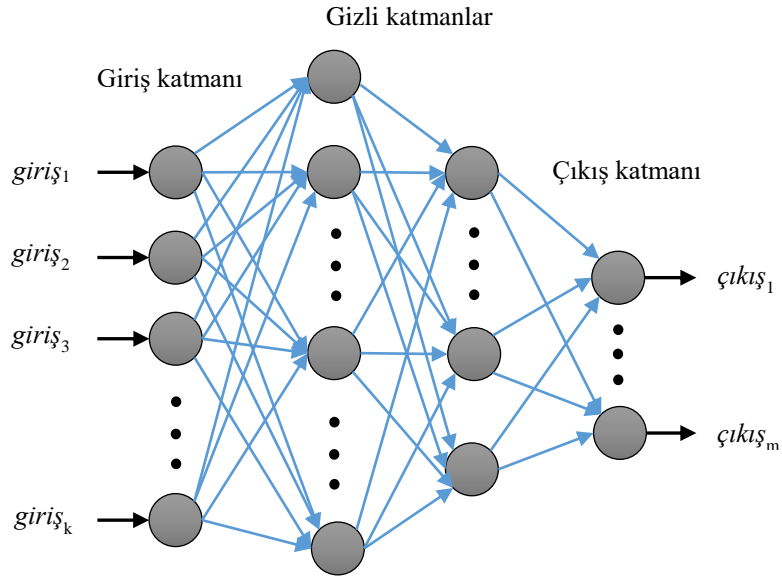 Gizli katmanlar
Giriş katmanı
Çıkış katmanı
giriş₁
giriş₂
giriş₃
girişₖ
çıkış₁
çıkışₘ